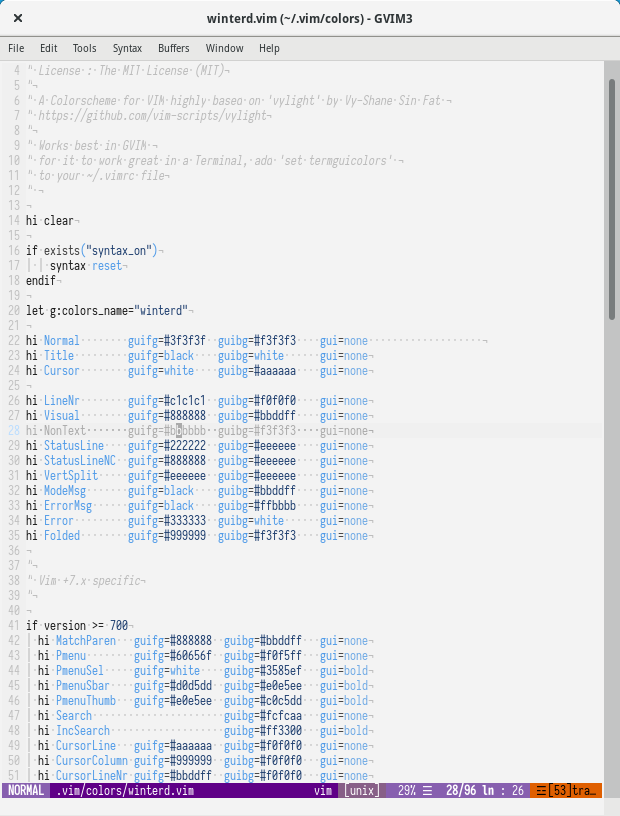 winterd.vim (~/.vim/colors) - GVIM3
File Edit Tools Syntax Buffers Window Help
4 " License : The MIT License (MIT)¬
5 "¬
6 " A Colorscheme for VIM highly based on 'vylight' by Vy-Shane Sin Fat ¬
7 " https://github.com/vim-scripts/vylight¬
8 "¬
9 " Works best in GVIM ¬
10 " for it to work great in a Terminal, add 'set termguicolors' ¬
11 " to your ~/.vimrc file¬
12 " ¬
13 ¬
14 hi clear¬
15 ¬
16 if exists("syntax_on")¬
17 | | syntax reset¬
18 endif¬
19 ¬
20 let g:colors_name="winterd"¬
21 ¬
22 hi Normal guifg=#3f3f3f guibg=#f3f3f3 gui=none ¬
23 hi Title guifg=black guibg=white gui=none¬
24 hi Cursor guifg=white guibg=#aaaaaa gui=none¬
25 ¬
26 hi LineNr guifg=#c1c1c1 guibg=#f0f0f0 gui=none¬
27 hi Visual guifg=#888888 guibg=#bbddff gui=none¬
28 hi NonText guifg=#bbbbbb guibg=#f3f3f3 gui=none¬
29 hi StatusLine guifg=#222222 guibg=#eeeeee gui=none¬
30 hi StatusLineNC guifg=#888888 guibg=#eeeeee gui=none¬
31 hi VertSplit guifg=#eeeeee guibg=#eeeeee gui=none¬
32 hi ModeMsg guifg=black guibg=#bbddff gui=none¬
33 hi ErrorMsg guifg=black guibg=#ffbbbb gui=none¬
34 hi Error guifg=#333333 guibg=white gui=none¬
35 hi Folded guifg=#999999 guibg=#f3f3f3 gui=none¬
36 ¬
37 ¬
38 " Vim +7.x specific¬
39 ¬
40 ¬
41 if version >= 700¬
42 | hi MatchParen guifg=#888888 guibg=#bbddff gui=none¬
43 | hi Pmenu guifg=#60656f guibg=#f0f5ff gui=none¬
44 | hi PmenuSel guifg=white guibg=#3585ef gui=bold¬
45 | hi PmenuSbar guifg=#d0d5dd guibg=#e0e5ee gui=bold¬
46 | hi PmenuThumb guifg=#e0e5ee guibg=#c0c5dd gui=bold¬
47 | hi Search guibg=#fcfcaa gui=none¬
48 | hi IncSearch guibg=#ff3300 gui=bold¬
49 | hi CursorLine guifg=#aaaaaa guibg=#f0f0f0 gui=none¬
50 | hi CursorColumn guifg=#999999 guibg=#f0f0f0 gui=none¬
51 | hi CursorLineNr guifg=#bbddff guibg=#f0f0f0 gui=none¬
NORMAL .vim/colors/winterd.vim vim [unix] 29% ☰ 28/96 ln : 26 ☲[53]tra…